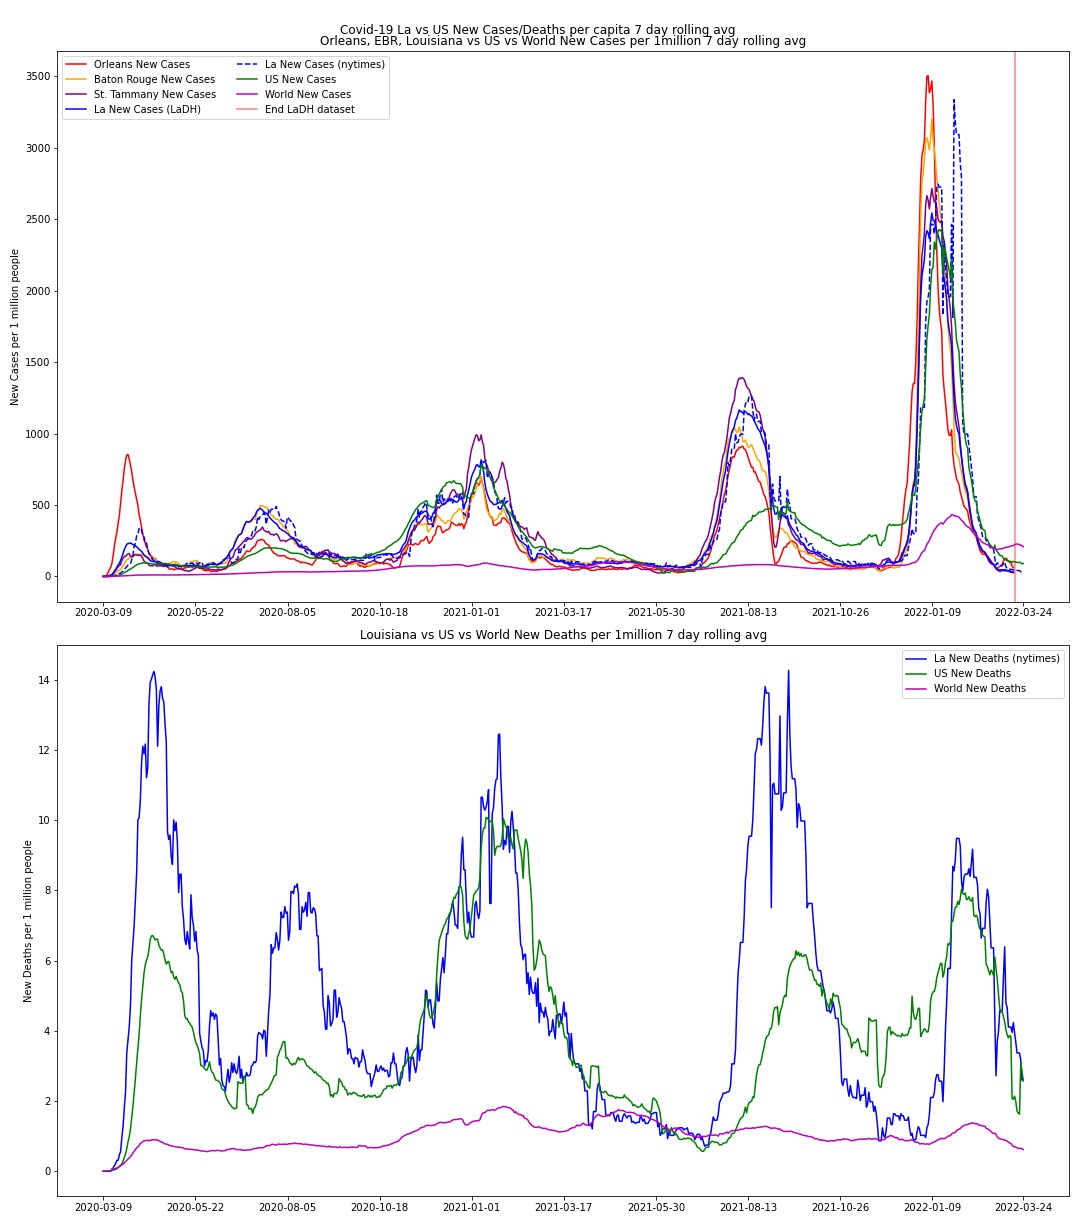 Covid-19 La vs US New Cases/Deaths per capita 7 day rolling avg
Orleans, EBR, Louisiana vs US vs World New Cases per 1million 7 day rolling avg
Orleans New Cases
Baton Rouge New Cases
St. Tammany New Cases
La New Cases (LaDH)
La New Cases (nytimes)
US New Cases
World New Cases
End LaDH dataset
New Cases per 1 million people
3500
3000
2500
2000
1500
1000
500
0
2020-03-09 2020-05-22 2020-08-05 2020-10-18 2021-01-01 2021-03-17 2021-05-30 2021-08-13 2021-10-26 2022-01-09 2022-03-24
Louisiana vs US vs World New Deaths per 1million 7 day rolling avg
La New Deaths (nytimes)
US New Deaths
World New Deaths
New Deaths per 1 million people
14
12
10
8
6
4
2
0
2020-03-09 2020-05-22 2020-08-05 2020-10-18 2021-01-01 2021-03-17 2021-05-30 2021-08-13 2021-10-26 2022-01-09 2022-03-24